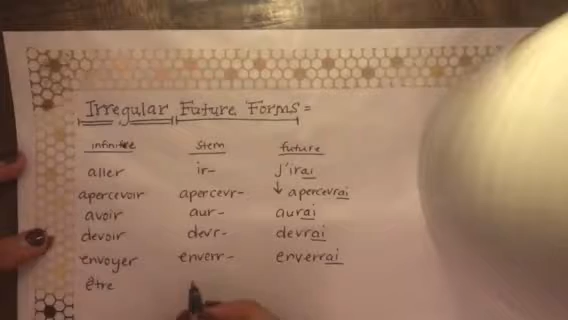 Irregular Future Forms =
infinitive stem future
aller ir- j'irai
apercevoir apercevr- ↓ apercevrai
avoir aur- aurai
devoir devr- devrai
envoyer enverr- enverrai
être